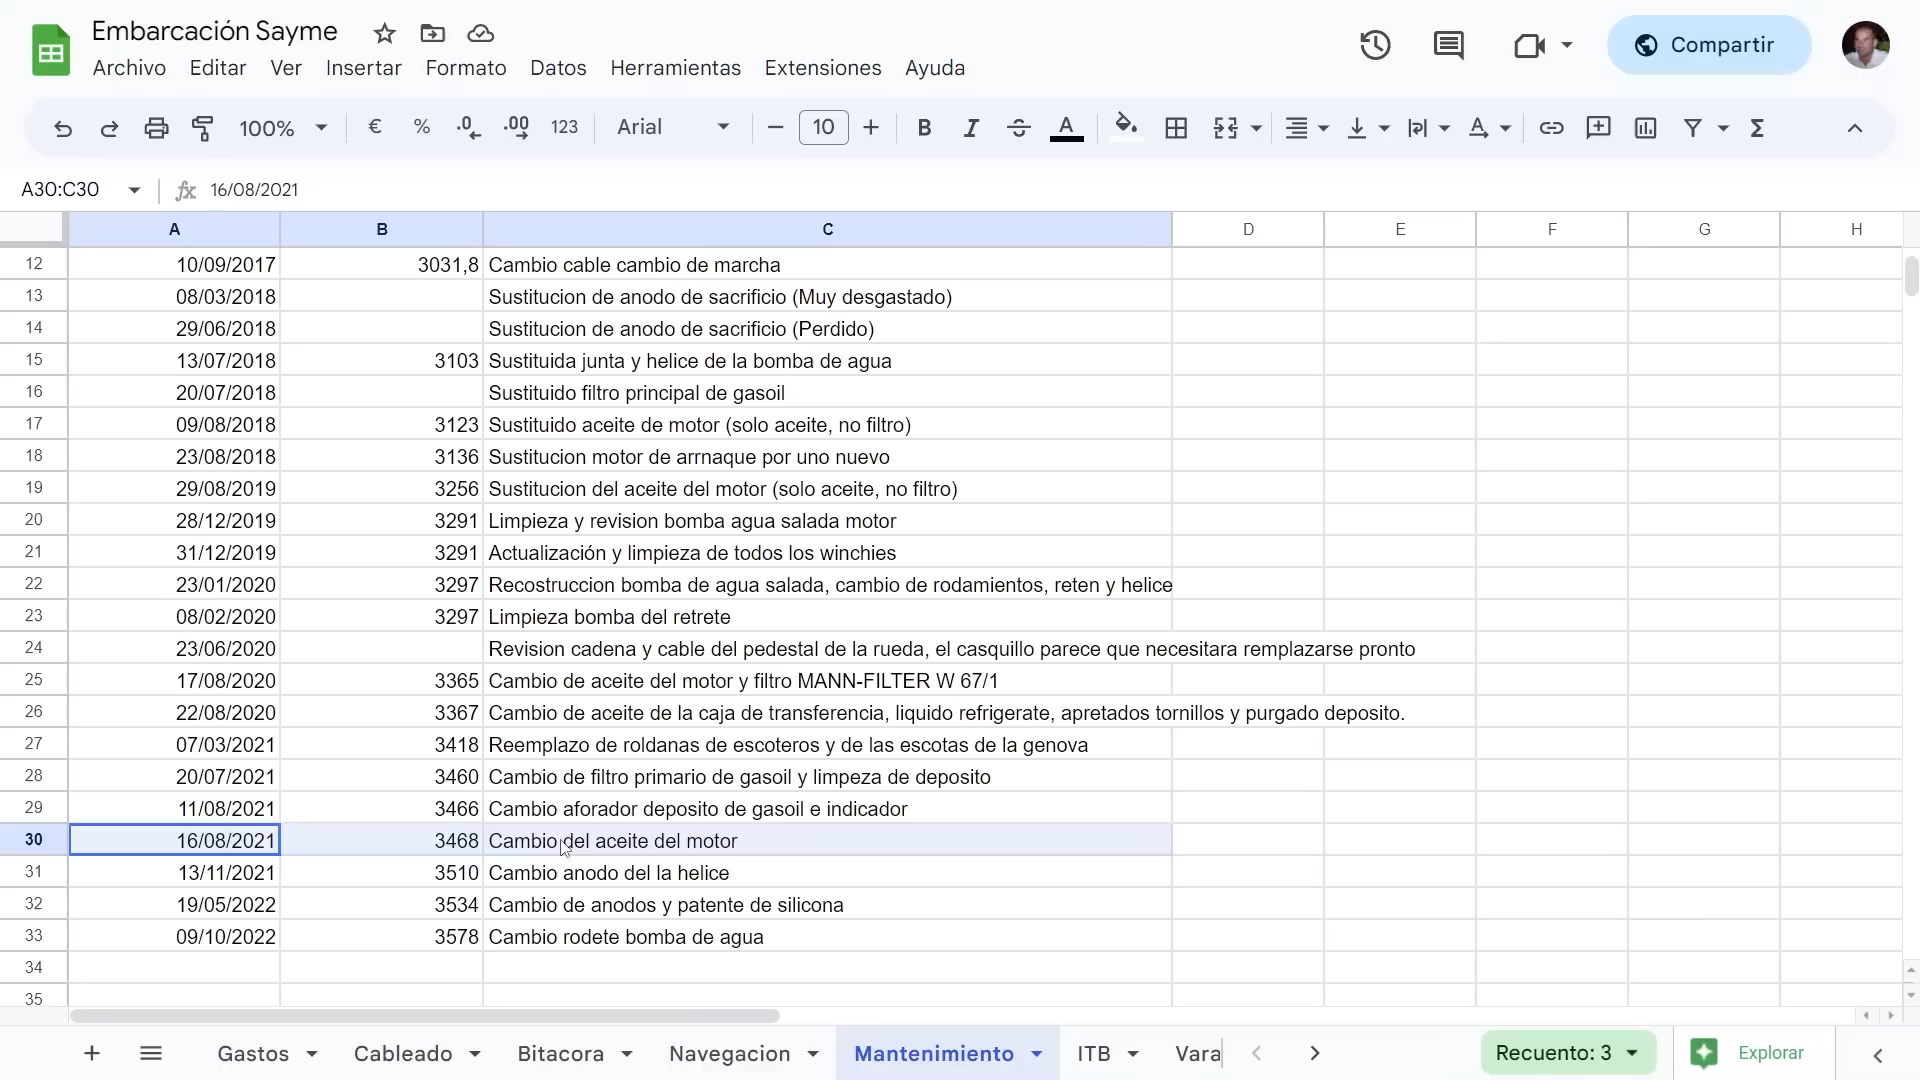 Embarcación Sayme
Archivo Editar Ver Insertar Formato Datos Herramientas Extensiones Ayuda
Compartir
100% € % .0 .00 123 Arial 10 B I A
A30:C30 fx 16/08/2021
A B C D E F G H
12 10/09/2017 3031,8 Cambio cable cambio de marcha
13 08/03/2018 Sustitucion de anodo de sacrificio (Muy desgastado)
14 29/06/2018 Sustitucion de anodo de sacrificio (Perdido)
15 13/07/2018 3103 Sustituida junta y helice de la bomba de agua
16 20/07/2018 Sustituido filtro principal de gasoil
17 09/08/2018 3123 Sustituido aceite de motor (solo aceite, no filtro)
18 23/08/2018 3136 Sustitucion motor de arrnaque por uno nuevo
19 29/08/2019 3256 Sustitucion del aceite del motor (solo aceite, no filtro)
20 28/12/2019 3291 Limpieza y revision bomba agua salada motor
21 31/12/2019 3291 Actualización y limpieza de todos los winchies
22 23/01/2020 3297 Recostruccion bomba de agua salada, cambio de rodamientos, reten y helice
23 08/02/2020 3297 Limpieza bomba del retrete
24 23/06/2020 Revision cadena y cable del pedestal de la rueda, el casquillo parece que necesitara remplazarse pronto
25 17/08/2020 3365 Cambio de aceite del motor y filtro MANN-FILTER W 67/1
26 22/08/2020 3367 Cambio de aceite de la caja de transferencia, liquido refrigerate, apretados tornillos y purgado deposito.
27 07/03/2021 3418 Reemplazo de roldanas de escoteros y de las escotas de la genova
28 20/07/2021 3460 Cambio de filtro primario de gasoil y limpeza de deposito
29 11/08/2021 3466 Cambio aforador deposito de gasoil e indicador
30 16/08/2021 3468 Cambio del aceite del motor
31 13/11/2021 3510 Cambio anodo del la helice
32 19/05/2022 3534 Cambio de anodos y patente de silicona
33 09/10/2022 3578 Cambio rodete bomba de agua
34
35
Gastos Cableado Bitacora Navegacion Mantenimiento ITB Vara Recuento: 3 Explorar